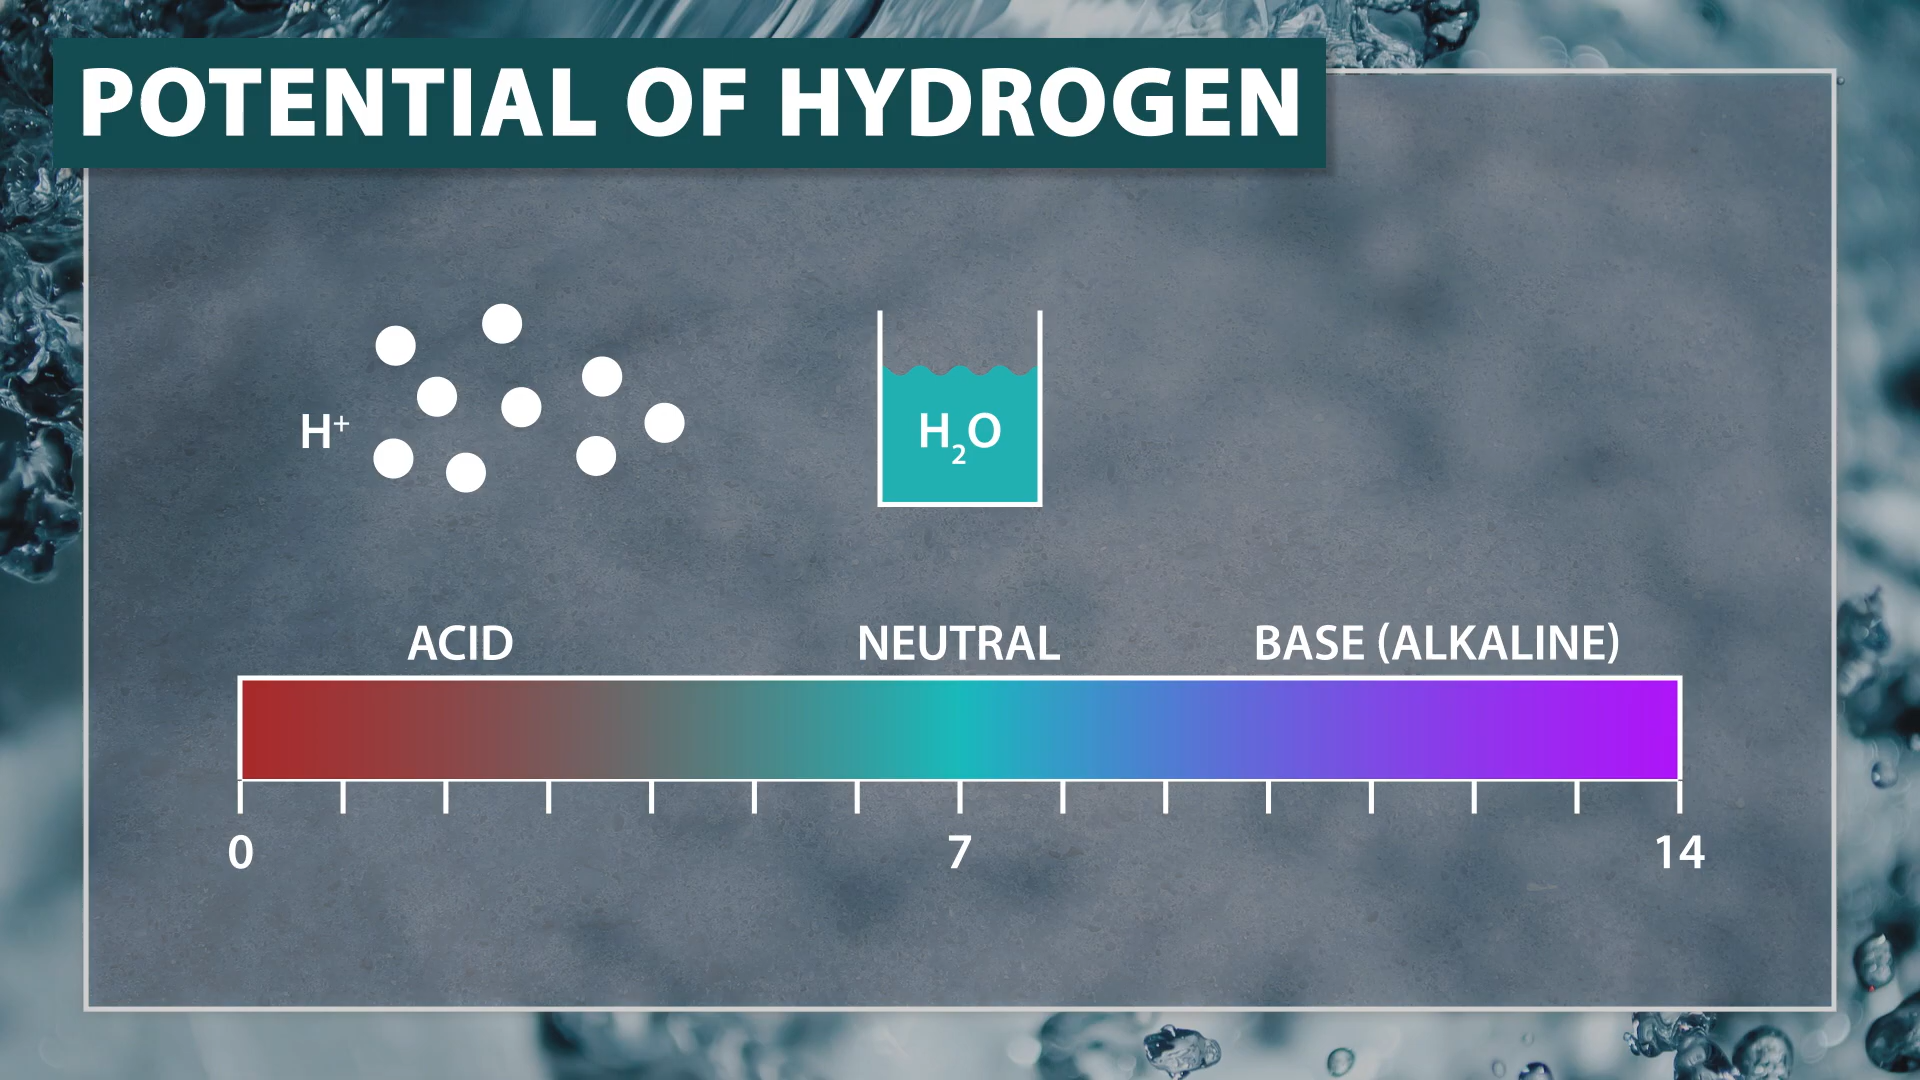 POTENTIAL OF HYDROGEN
H⁺
H₂O
ACID NEUTRAL BASE (ALKALINE)
0 7 14